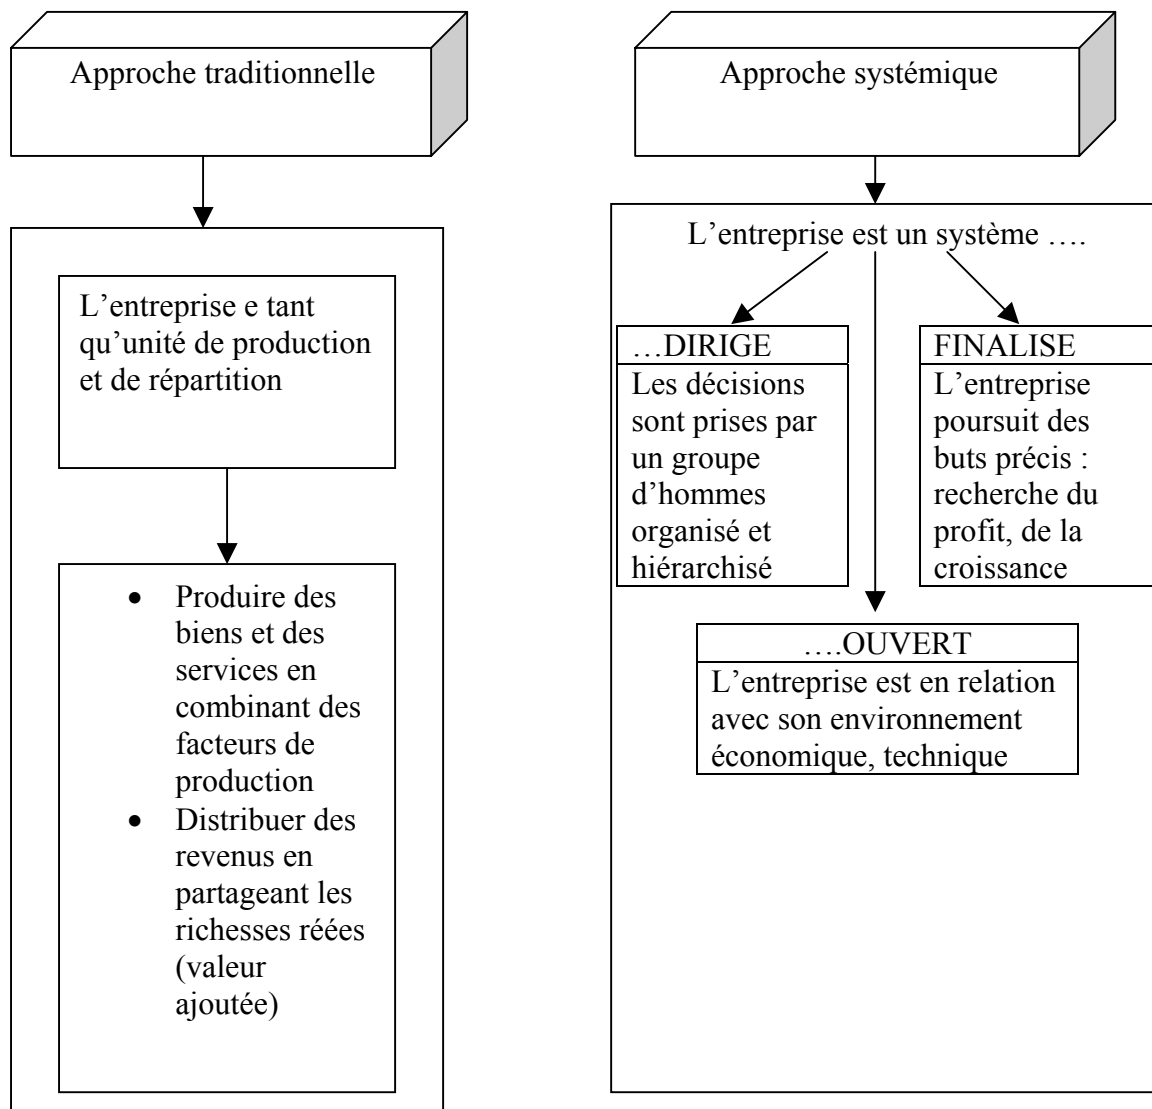 Approche traditionnelle
L’entreprise e tant
qu’unité de production
et de répartition
• Produire des
biens et des
services en
combinant des
facteurs de
production
• Distribuer des
revenus en
partageant les
richesses réées
(valeur
ajoutée)
Approche systémique
L’entreprise est un système ….
…DIRIGE
Les décisions
sont prises par
un groupe
d’hommes
organisé et
hiérarchisé
FINALISE
L’entreprise
poursuit des
buts précis :
recherche du
profit, de la
croissance
….OUVERT
L’entreprise est en relation
avec son environnement
économique, technique